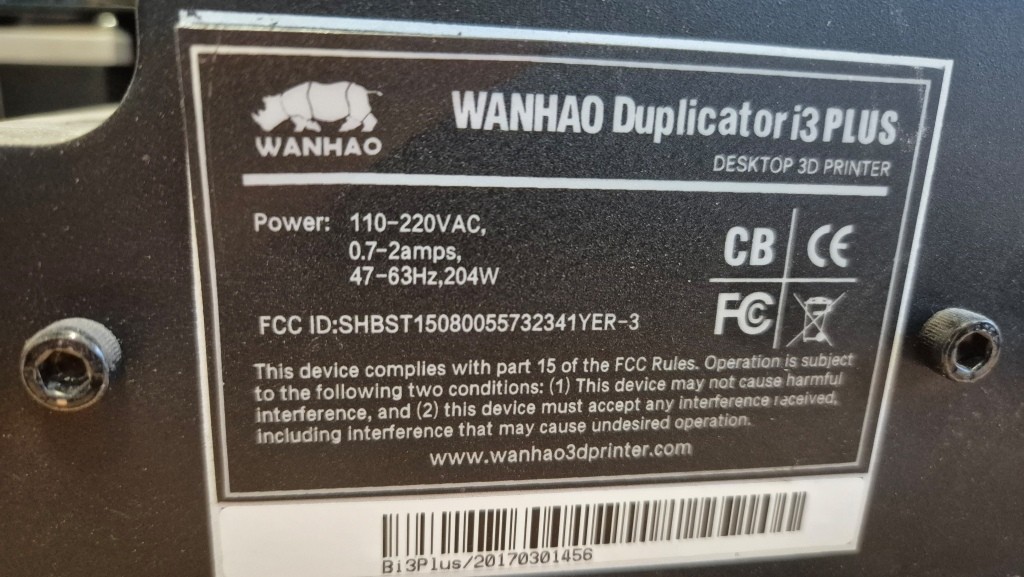 WANHAO
WANHAO Duplicator i3 PLUS
DESKTOP 3D PRINTER
Power: 110-220VAC,
0.7-2amps,
47-63Hz,204W
CB CE
FC
FCC ID:SHBST15080055732341YER-3
This device complies with part 15 of the FCC Rules. Operation is subject
to the following two conditions: (1) This device may not cause harmful
interference, and (2) this device must accept any interference received,
including interference that may cause undesired operation.
www.wanhao3dprinter.com
Bi3Plus/20170301456